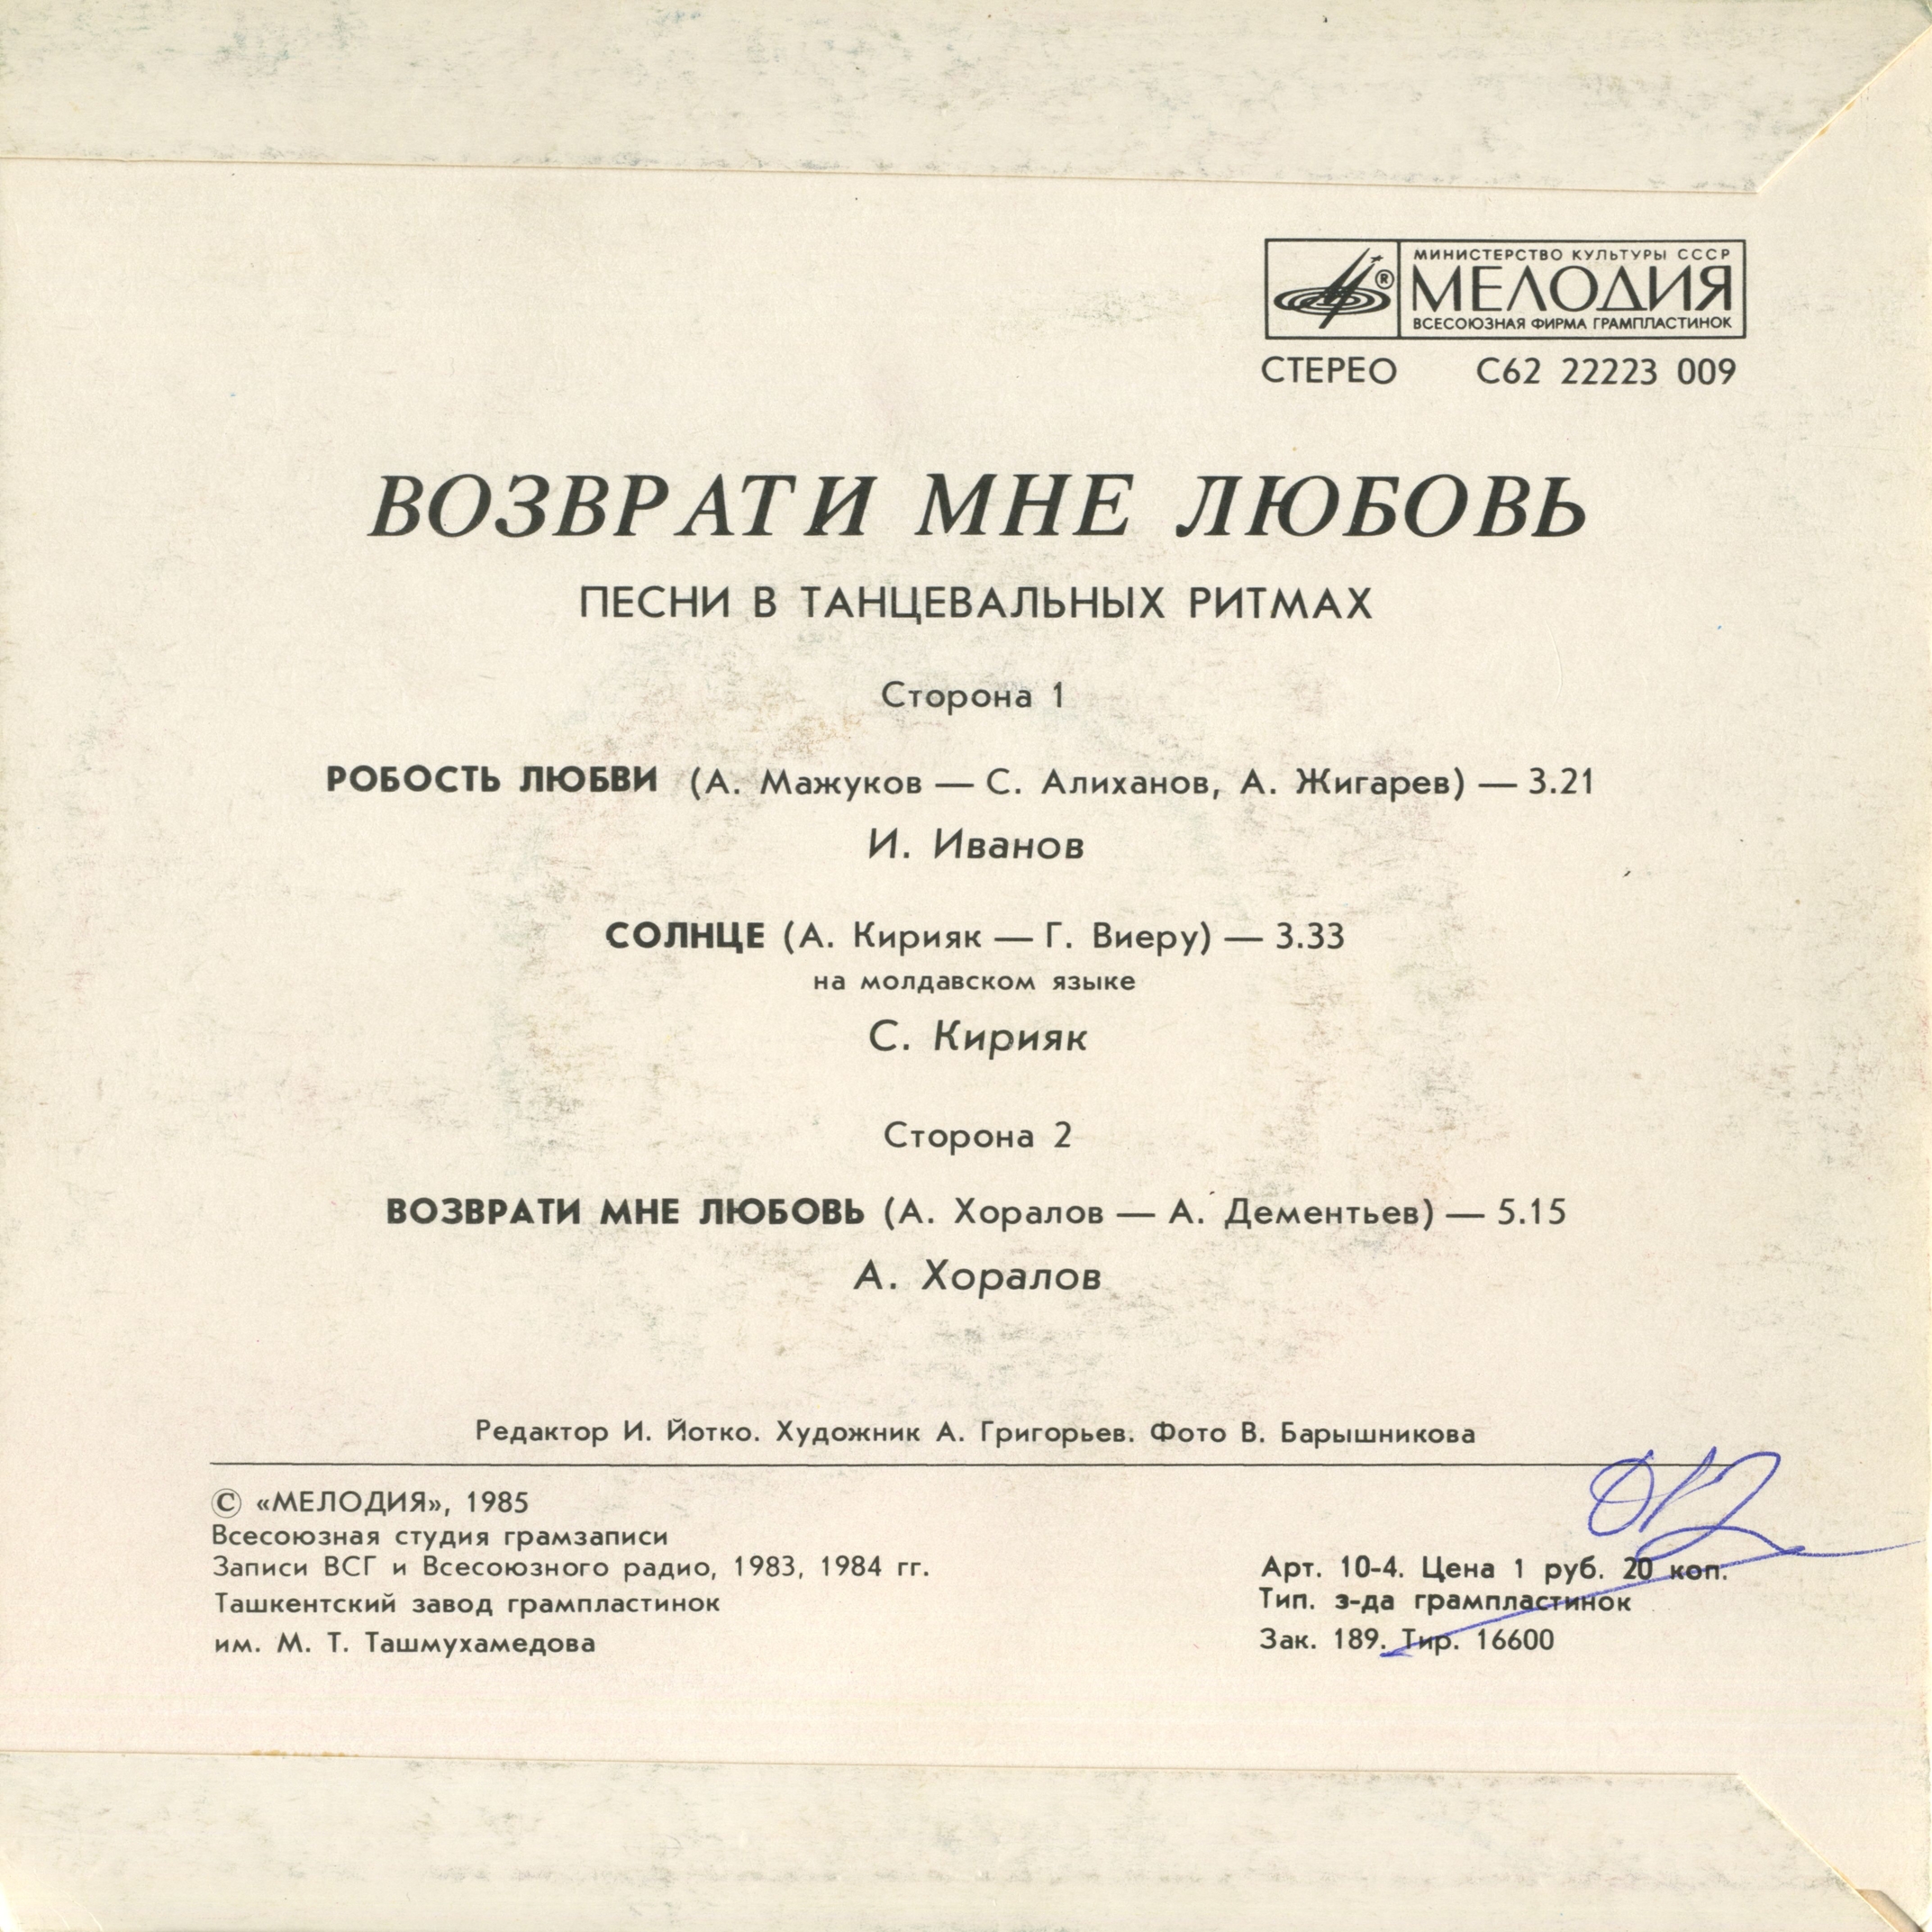 МИНИСТЕРСТВО КУЛЬТУРЫ СССР
МЕЛОДИЯ
ВСЕСОЮЗНАЯ ФИРМА ГРАМПЛАСТИНОК
СТЕРЕО С62 22223 009
ВОЗВРАТИ МНЕ ЛЮБОВЬ
ПЕСНИ В ТАНЦЕВАЛЬНЫХ РИТМАХ
Сторона 1
РОБОСТЬ ЛЮБВИ (А. Мажуков — С. Алиханов, А. Жигарев) — 3.21
И. Иванов
СОЛНЦЕ (А. Кирияк — Г. Виеру) — 3.33
на молдавском языке
С. Кирияк
Сторона 2
ВОЗВРАТИ МНЕ ЛЮБОВЬ (А. Хоралов — А. Дементьев) — 5.15
А. Хоралов
Редактор И. Йотко. Художник А. Григорьев. Фото В. Барышникова
© «МЕЛОДИЯ», 1985
Всесоюзная студия грамзаписи
Записи ВСГ и Всесоюзного радио, 1983, 1984 гг.
Ташкентский завод грампластинок
им. М. Т. Ташмухамедова
Арт. 10-4. Цена 1 руб. 20 коп.
Тип. з-да грампластинок
Зак. 189. Тир. 16600